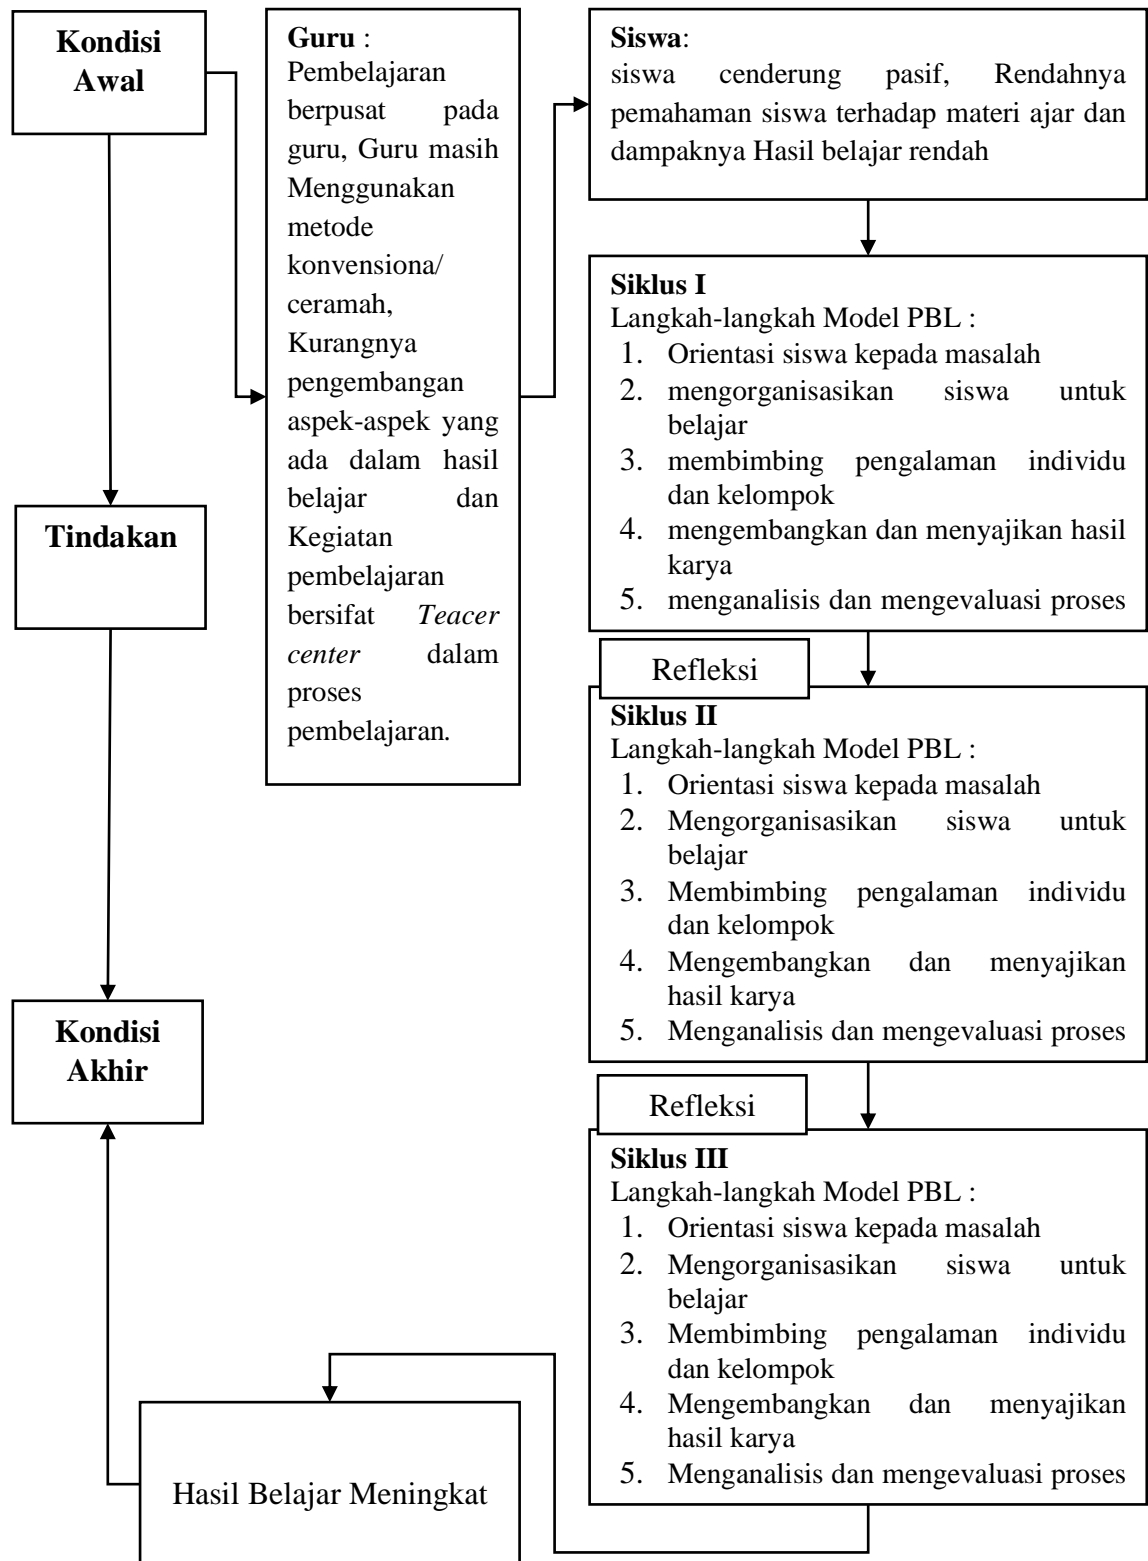 Kondisi
Awal
Guru :
Pembelajaran
berpusat pada
guru, Guru masih
Menggunakan
metode
konvensiona/
ceramah,
Kurangnya
pengembangan
aspek-aspek yang
ada dalam hasil
belajar dan
Kegiatan
pembelajaran
bersifat Teacer
center dalam
proses
pembelajaran.
Siswa:
siswa cenderung pasif, Rendahnya
pemahaman siswa terhadap materi ajar dan
dampaknya Hasil belajar rendah
Tindakan
Siklus I
Langkah-langkah Model PBL :
1. Orientasi siswa kepada masalah
2. mengorganisasikan siswa untuk
belajar
3. membimbing pengalaman individu
dan kelompok
4. mengembangkan dan menyajikan hasil
karya
5. menganalisis dan mengevaluasi proses
Refleksi
Siklus II
Langkah-langkah Model PBL :
1. Orientasi siswa kepada masalah
2. Mengorganisasikan siswa untuk
belajar
3. Membimbing pengalaman individu
dan kelompok
4. Mengembangkan dan menyajikan
hasil karya
5. Menganalisis dan mengevaluasi proses
Refleksi
Siklus III
Langkah-langkah Model PBL :
1. Orientasi siswa kepada masalah
2. Mengorganisasikan siswa untuk
belajar
3. Membimbing pengalaman individu
dan kelompok
4. Mengembangkan dan menyajikan
hasil karya
5. Menganalisis dan mengevaluasi proses
Hasil Belajar Meningkat
Kondisi
Akhir